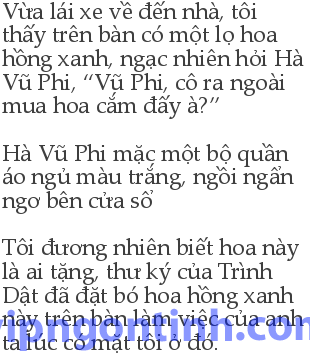 Vừa lái xe về đến nhà, tôi
thấy trên bàn có một lọ hoa
hồng xanh, ngạc nhiên hỏi Hà
Vũ Phi, “Vũ Phi, cô ra ngoài
mua hoa cắm đấy à?”
Hà Vũ Phi mặc một bộ quần
áo ngủ màu trắng, ngồi ngẩn
ngơ bên cửa sổ
Tôi đương nhiên biết hoa này
là ai tặng, thư ký của Trình
Dật đã đặt bó hoa hồng xanh
này trên bàn làm việc của anh
ta lúc có mặt tôi ở đó.
vipngontinh.com